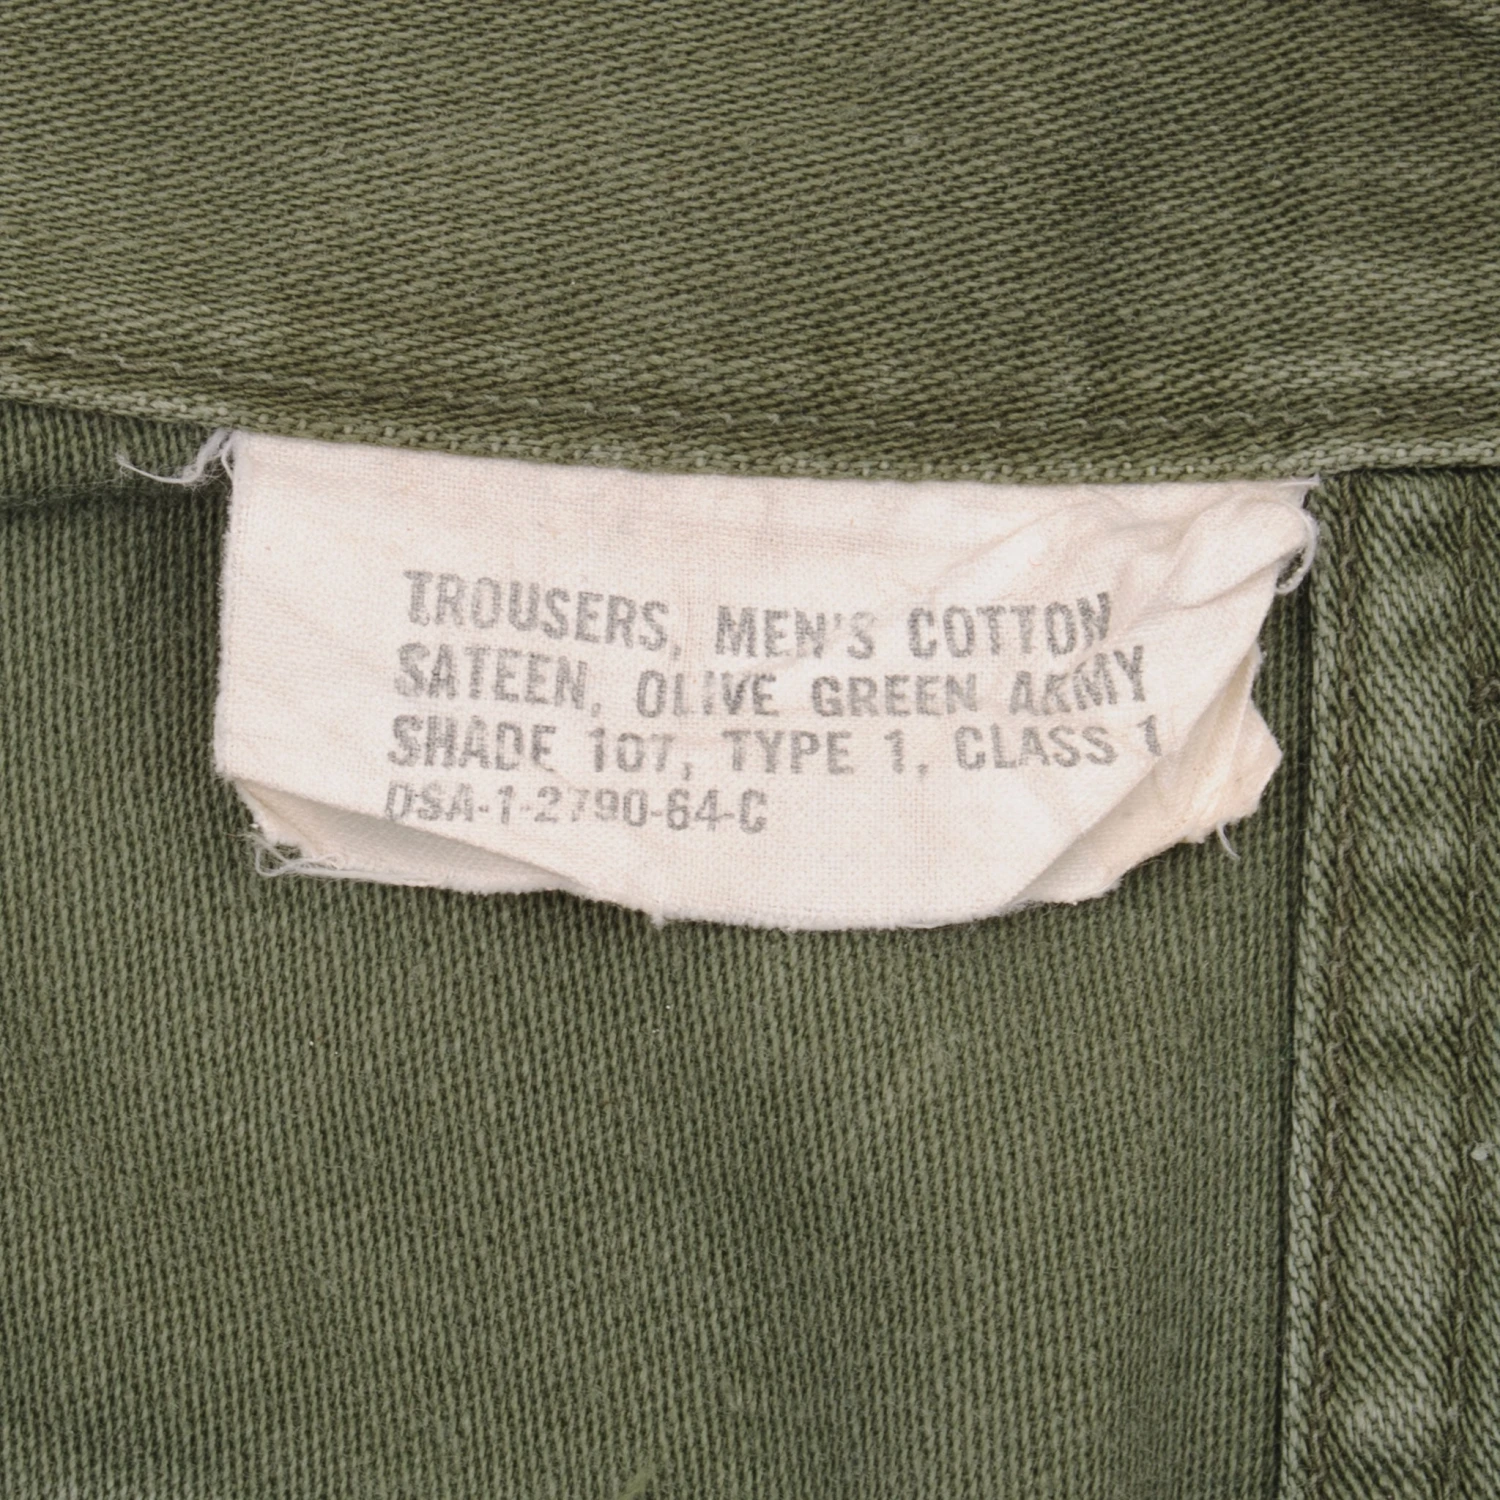 TROUSERS, MEN'S COTTON
SATEEN, OLIVE GREEN ARMY
SHADE 107, TYPE 1, CLASS 1
DSA-1-2790-64-C